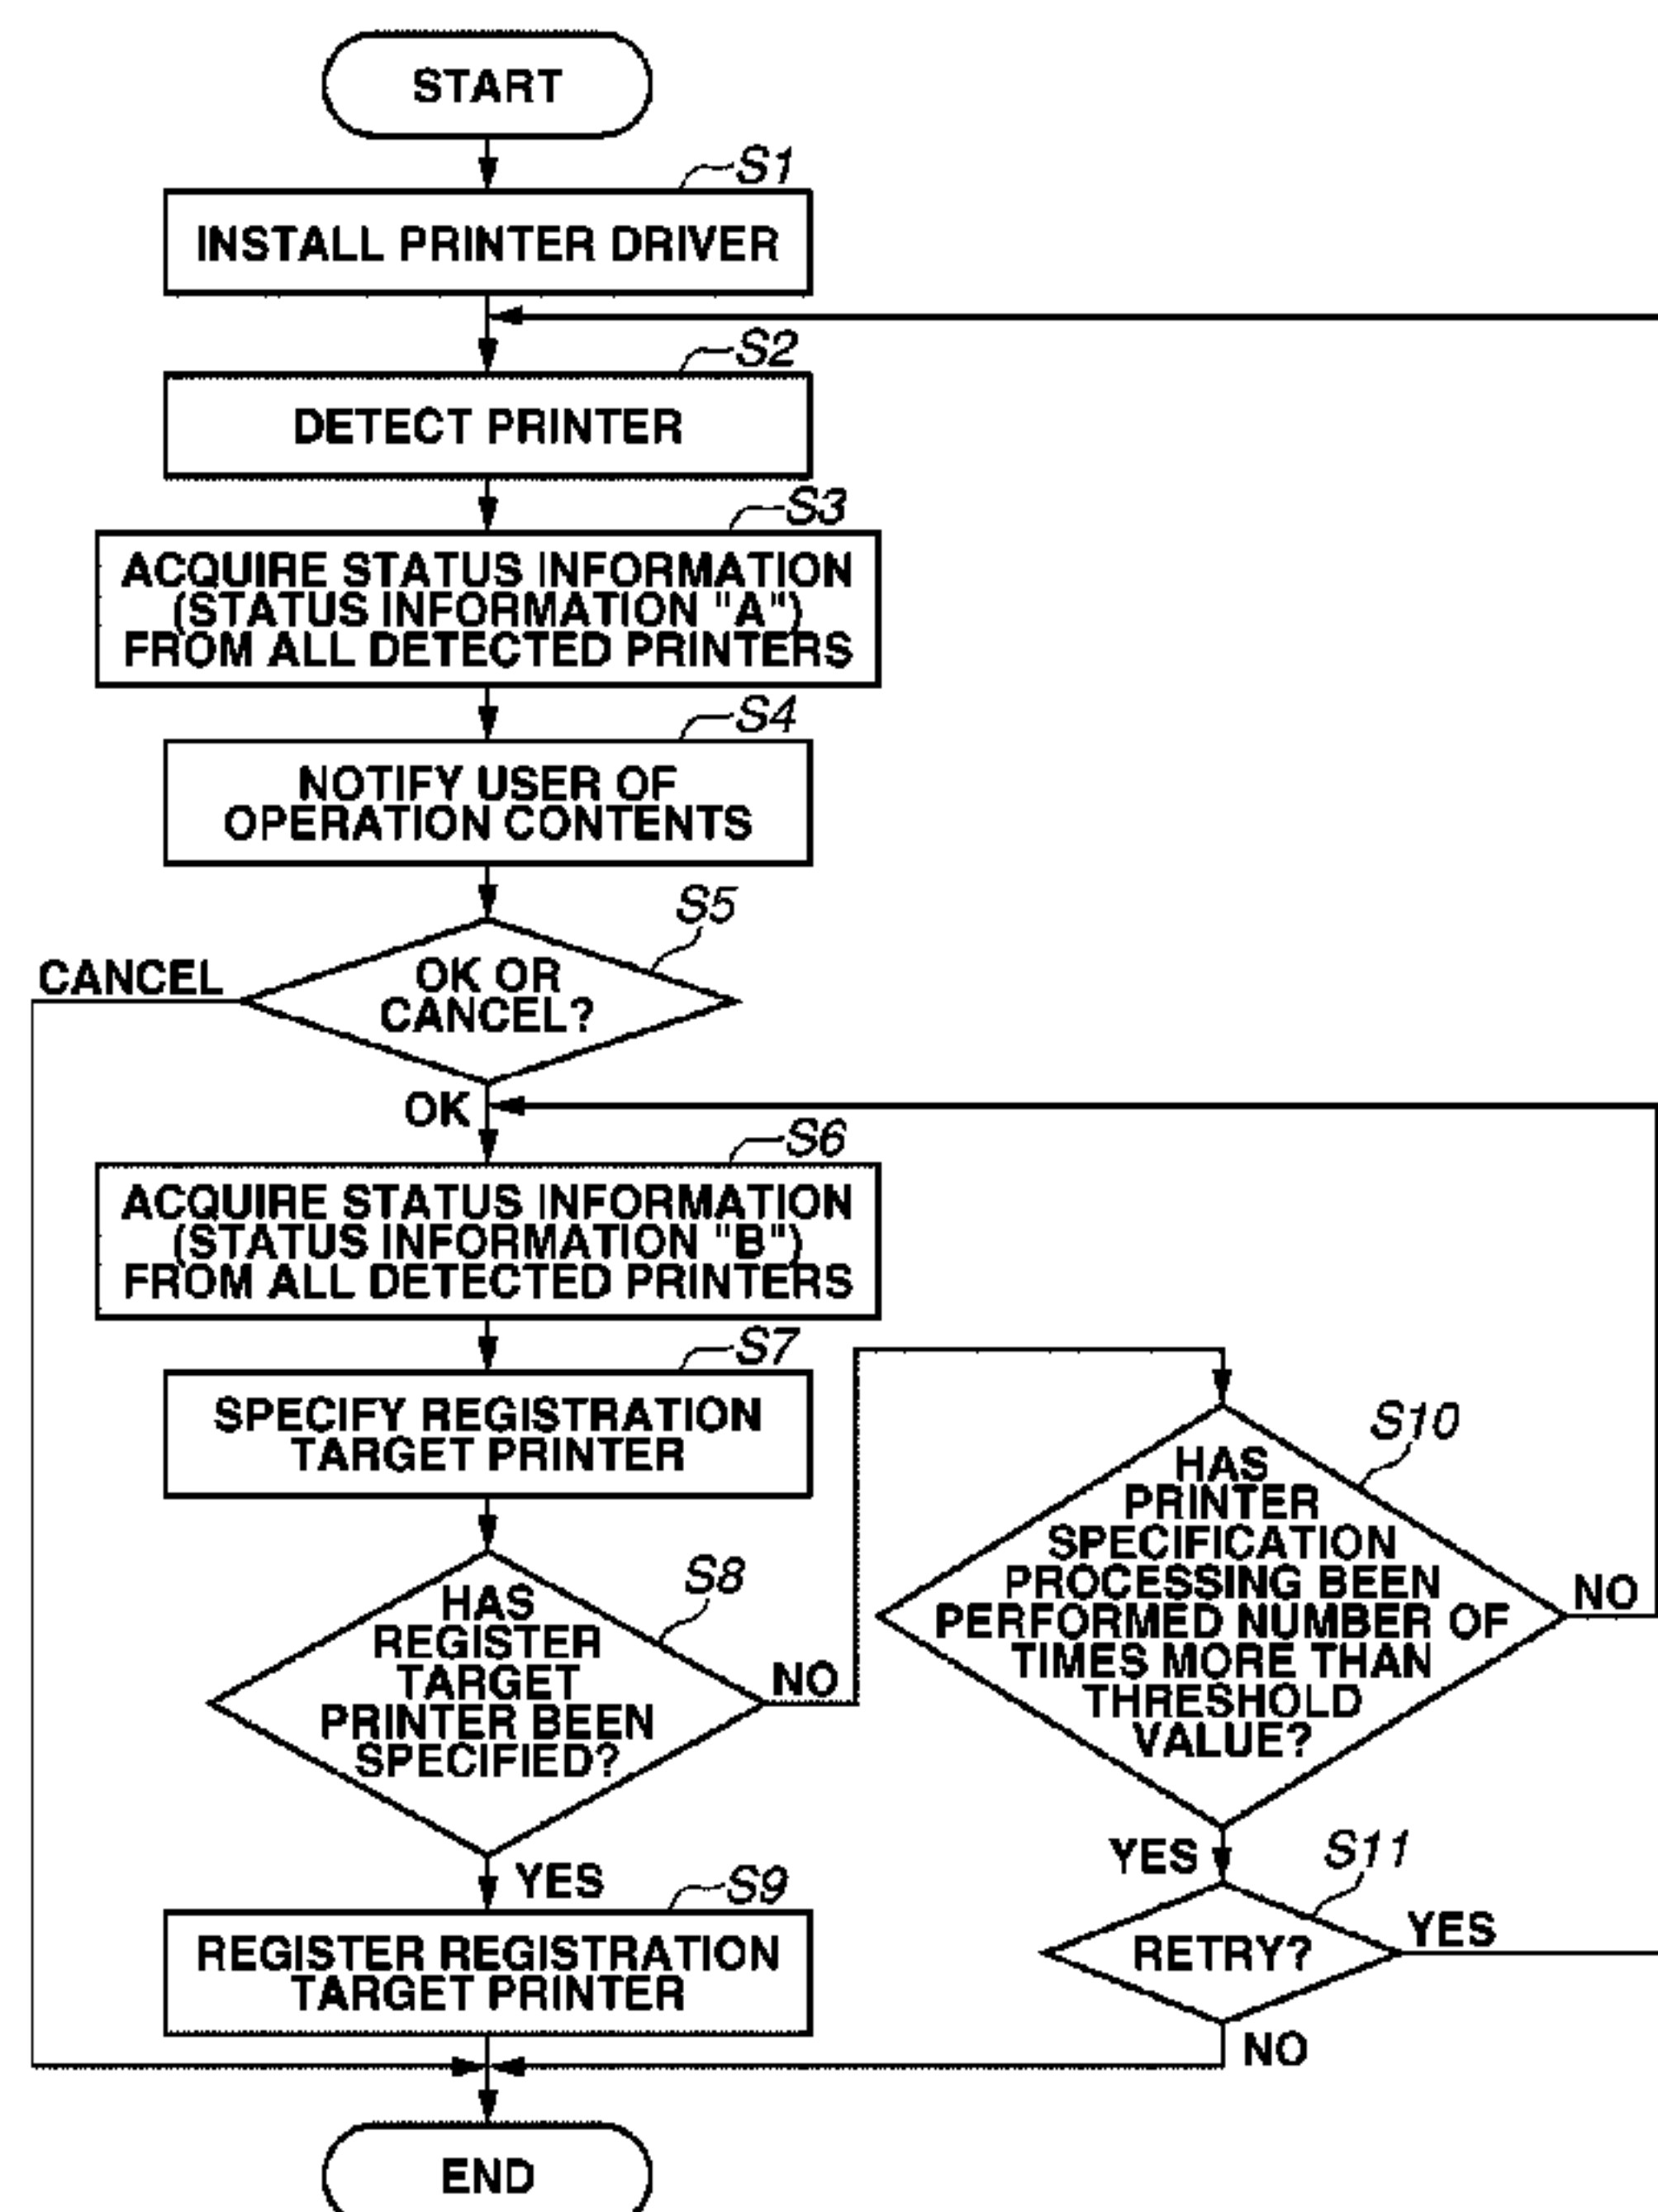 START
S1
INSTALL PRINTER DRIVER
S2
DETECT PRINTER
S3
ACQUIRE STATUS INFORMATION
(STATUS INFORMATION "A")
FROM ALL DETECTED PRINTERS
S4
NOTIFY USER OF
OPERATION CONTENTS
S5
CANCEL
OK OR
CANCEL?
OK
S6
ACQUIRE STATUS INFORMATION
(STATUS INFORMATION "B")
FROM ALL DETECTED PRINTERS
S7
SPECIFY REGISTRATION
TARGET PRINTER
S8
HAS
REGISTER
TARGET
PRINTER BEEN
SPECIFIED?
NO
YES
S9
REGISTER REGISTRATION
TARGET PRINTER
S10
HAS
PRINTER
SPECIFICATION
PROCESSING BEEN
PERFORMED NUMBER OF
TIMES MORE THAN
THRESHOLD
VALUE?
NO
YES
S11
RETRY?
YES
NO
END